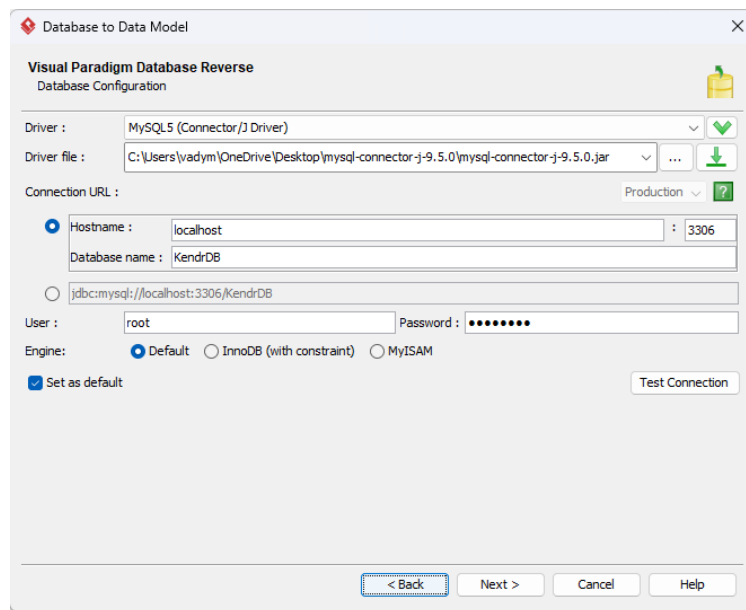 Database to Data Model
Visual Paradigm Database Reverse
Database Configuration
Driver : MySQL5 (Connector/J Driver)
Driver file : C:\Users\vadym\OneDrive\Desktop\mysql-connector-j-9.5.0\mysql-connector-j-9.5.0.jar ...
Connection URL : Production ?
Hostname : localhost : 3306
Database name : KendrDB
jdbc:mysql://localhost:3306/KendrDB
User : root Password : ●●●●●●●●
Engine: Default InnoDB (with constraint) MyISAM
Set as default Test Connection
< Back Next > Cancel Help